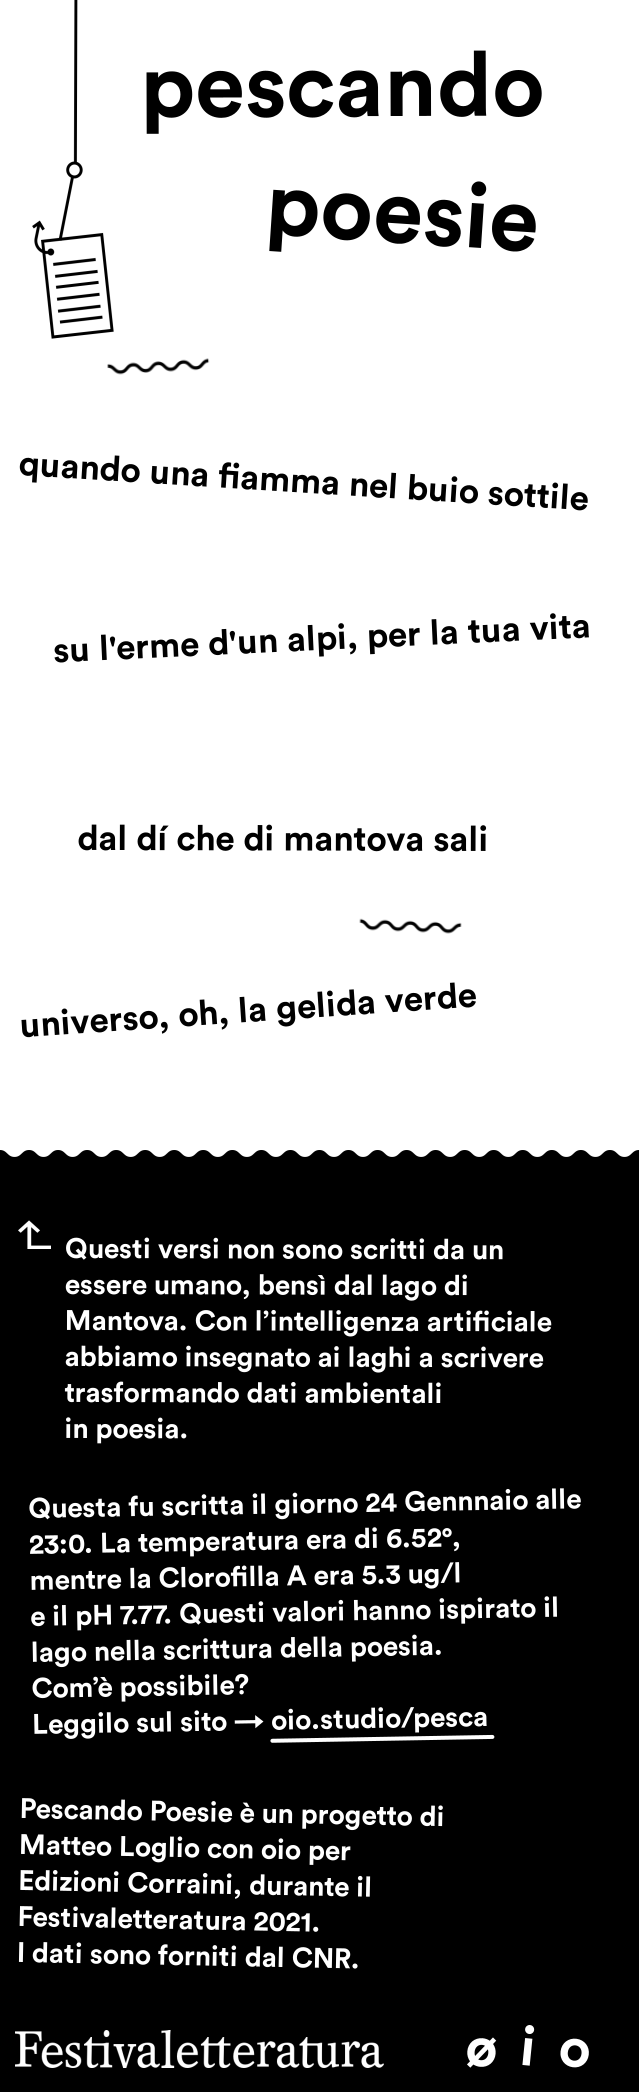 pescando
poesie
quando una fiamma nel buio sottile
su l'erme d'un alpi, per la tua vita
dal dí che di mantova sali
universo, oh, la gelida verde
Questi versi non sono scritti da un
essere umano, bensì dal lago di
Mantova. Con l’intelligenza artificiale
abbiamo insegnato ai laghi a scrivere
trasformando dati ambientali
in poesia.
Questa fu scritta il giorno 24 Gennnaio alle
23:0. La temperatura era di 6.52°,
mentre la Clorofilla A era 5.3 ug/l
e il pH 7.77. Questi valori hanno ispirato il
lago nella scrittura della poesia.
Com’è possibile?
Leggilo sul sito → oio.studio/pesca
Pescando Poesie è un progetto di
Matteo Loglio con oio per
Edizioni Corraini, durante il
Festivaletteratura 2021.
I dati sono forniti dal CNR.
Festivaletteratura ø i o